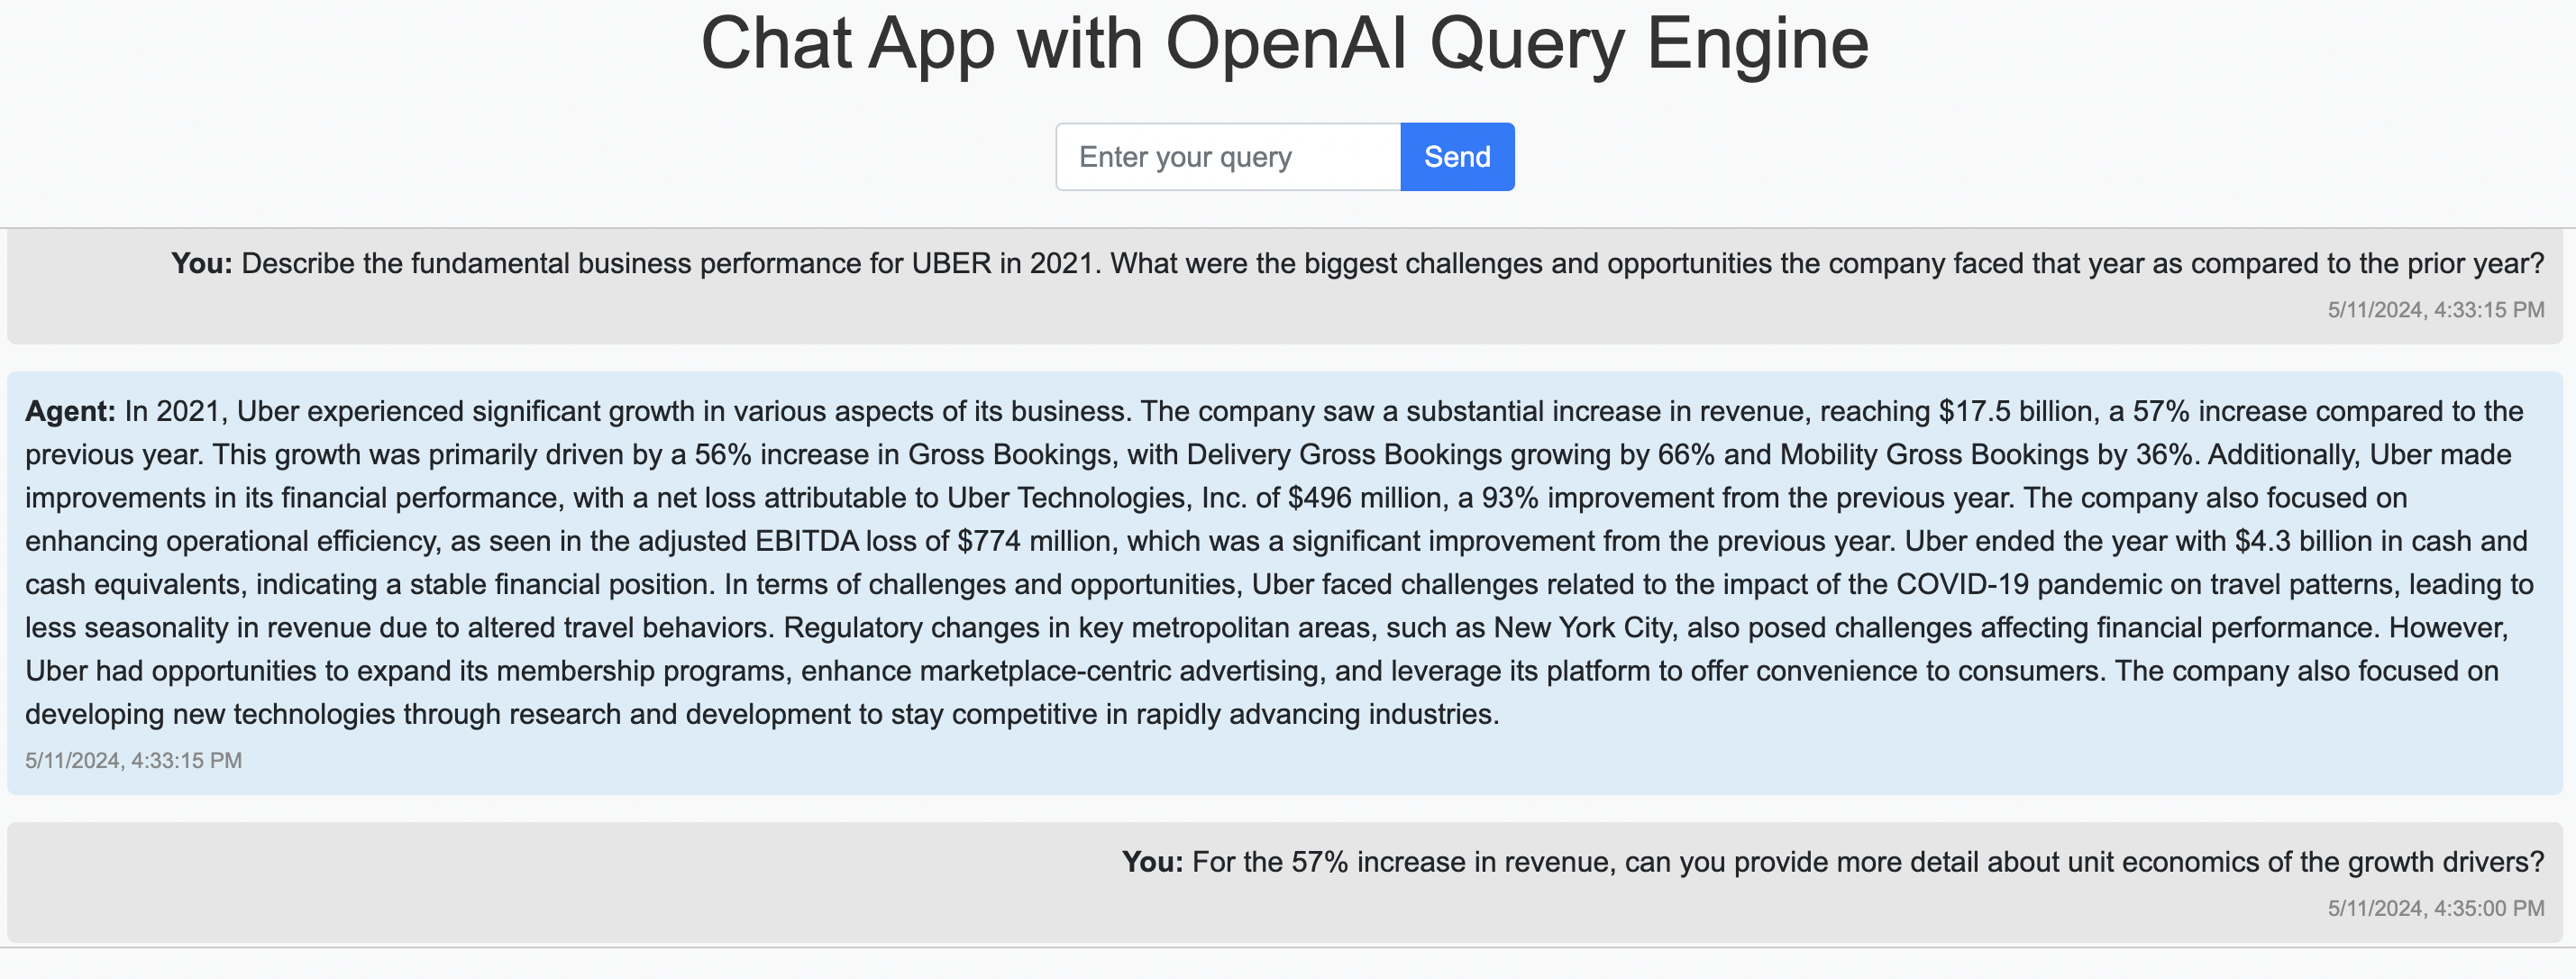 Chat App with OpenAI Query Engine
Enter your query
Send
You: Describe the fundamental business performance for UBER in 2021. What were the biggest challenges and opportunities the company faced that year as compared to the prior year?
5/11/2024, 4:33:15 PM
Agent: In 2021, Uber experienced significant growth in various aspects of its business. The company saw a substantial increase in revenue, reaching $17.5 billion, a 57% increase compared to the
previous year. This growth was primarily driven by a 56% increase in Gross Bookings, with Delivery Gross Bookings growing by 66% and Mobility Gross Bookings by 36%. Additionally, Uber made
improvements in its financial performance, with a net loss attributable to Uber Technologies, Inc. of $496 million, a 93% improvement from the previous year. The company also focused on
enhancing operational efficiency, as seen in the adjusted EBITDA loss of $774 million, which was a significant improvement from the previous year. Uber ended the year with $4.3 billion in cash and
cash equivalents, indicating a stable financial position. In terms of challenges and opportunities, Uber faced challenges related to the impact of the COVID-19 pandemic on travel patterns, leading to
less seasonality in revenue due to altered travel behaviors. Regulatory changes in key metropolitan areas, such as New York City, also posed challenges affecting financial performance. However,
Uber had opportunities to expand its membership programs, enhance marketplace-centric advertising, and leverage its platform to offer convenience to consumers. The company also focused on
developing new technologies through research and development to stay competitive in rapidly advancing industries.
5/11/2024, 4:33:15 PM
You: For the 57% increase in revenue, can you provide more detail about unit economics of the growth drivers?
5/11/2024, 4:35:00 PM